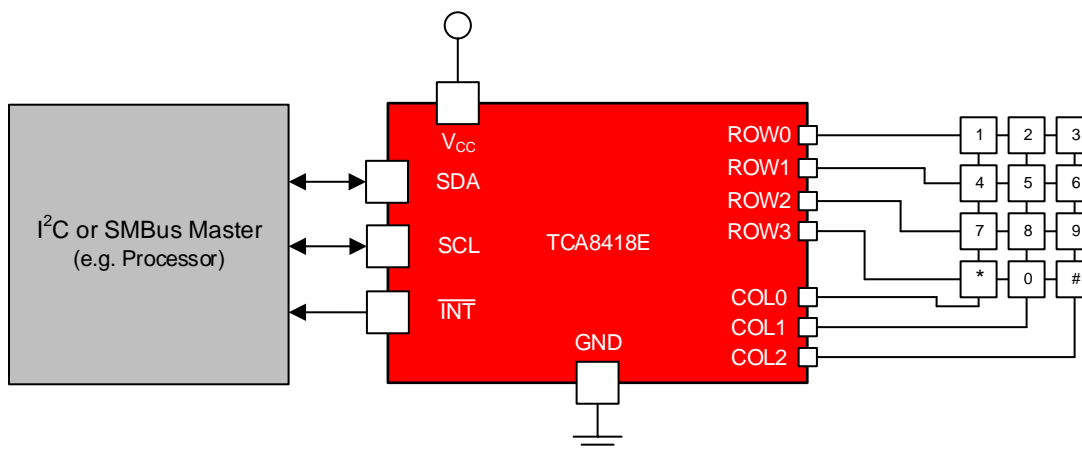 I²C or SMBus Master
(e.g. Processor)
V_CC
SDA
SCL
INT
TCA8418E
GND
ROW0
ROW1
ROW2
ROW3
COL0
COL1
COL2
1 2 3
4 5 6
7 8 9
* 0 #